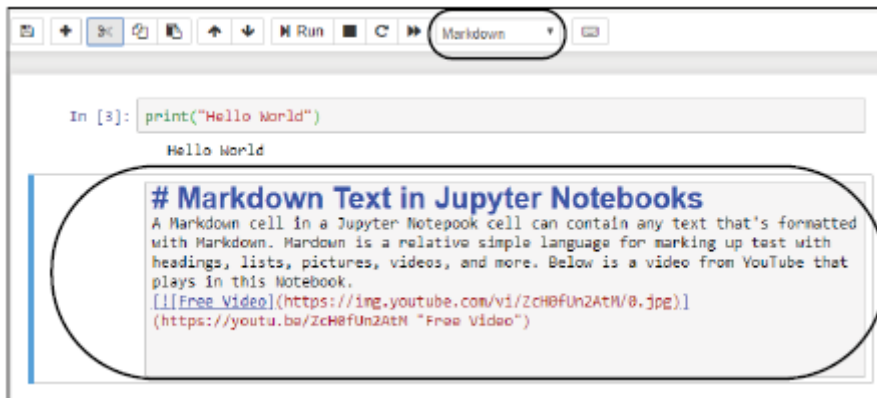 Run Markdown
In [3]: print("Hello World")
Hello World
# Markdown Text in Jupyter Notebooks
A Markdown cell in a Jupyter Notepook cell can contain any text that's formatted
with Markdown. Mardown is a relative simple language for marking up test with
headings, lists, pictures, videos, and more. Below is a video from YouTube that
plays in this Notebook.
[![Free Video](https://img.youtube.com/vi/ZcH0fUn2AtM/0.jpg)]
(https://youtu.be/ZcH0fUn2AtM "Free Video")